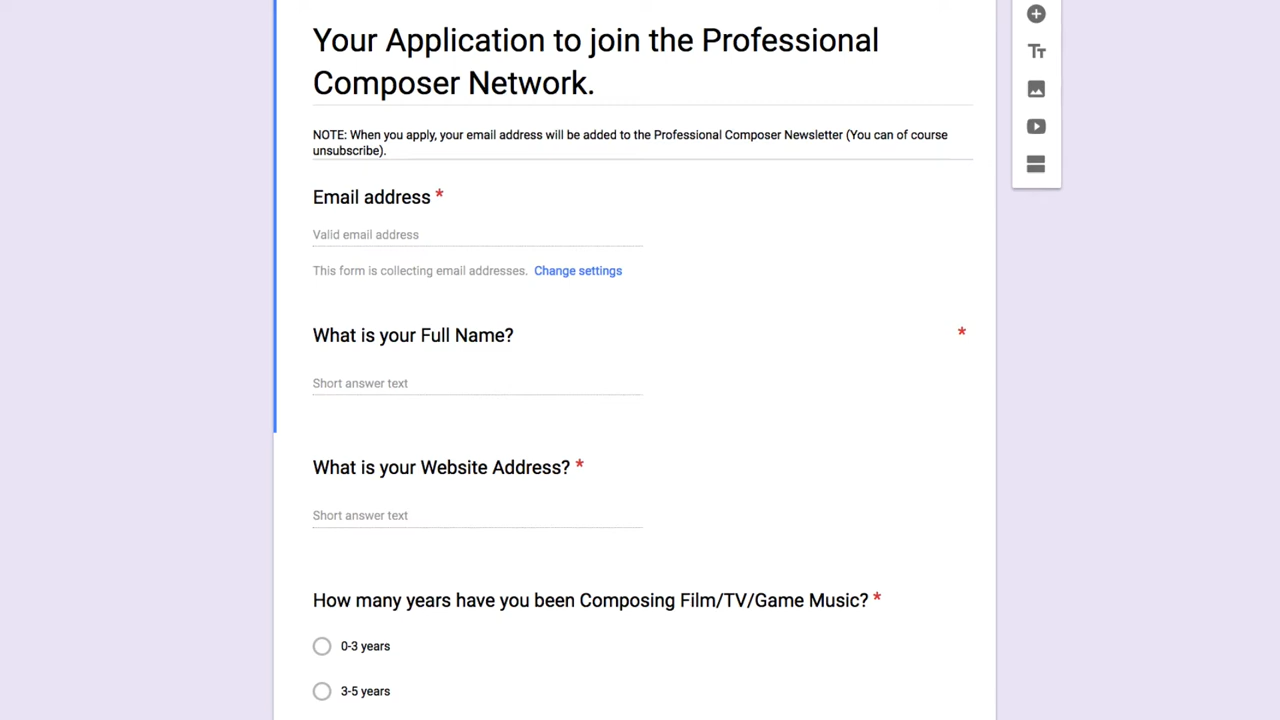 Your Application to join the Professional
Composer Network.
NOTE: When you apply, your email address will be added to the Professional Composer Newsletter (You can of course
unsubscribe).
Email address *
Valid email address
This form is collecting email addresses. Change settings
What is your Full Name? *
Short answer text
What is your Website Address? *
Short answer text
How many years have you been Composing Film/TV/Game Music? *
0-3 years
3-5 years
Tт